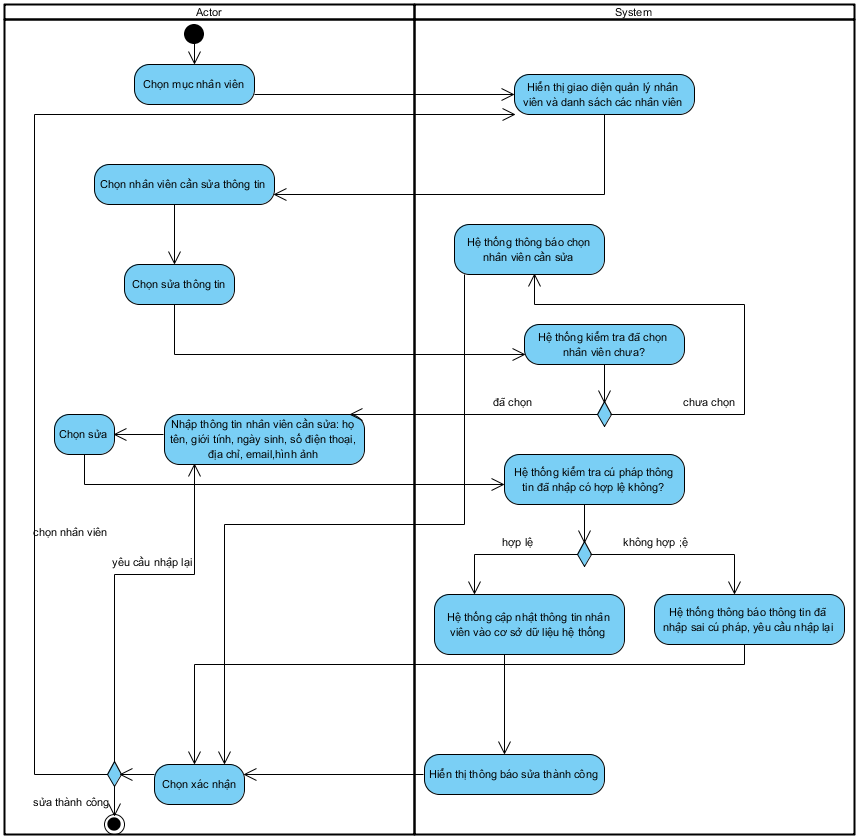 Actor
System
Chọn mục nhân viên
Hiển thị giao diện quản lý nhân
viên và danh sách các nhân viên
Chọn nhân viên cần sửa thông tin
Hệ thống thông báo chọn
nhân viên cần sửa
Chọn sửa thông tin
Hệ thống kiểm tra đã chọn
nhân viên chưa?
đã chọn
chưa chọn
Chọn sửa
Nhập thông tin nhân viên cần sửa: họ
tên, giới tính, ngày sinh, số điện thoại,
địa chỉ, email,hình ảnh
Hệ thống kiểm tra cú pháp thông
tin đã nhập có hợp lệ không?
chọn nhân viên
hợp lệ
không hợp ;ệ
yêu cầu nhập lại
Hệ thống cập nhật thông tin nhân
viên vào cơ sở dữ liệu hệ thống
Hệ thống thông báo thông tin đã
nhập sai cú pháp, yêu cầu nhập lại
Chọn xác nhận
Hiển thị thông báo sửa thành công
sửa thành công